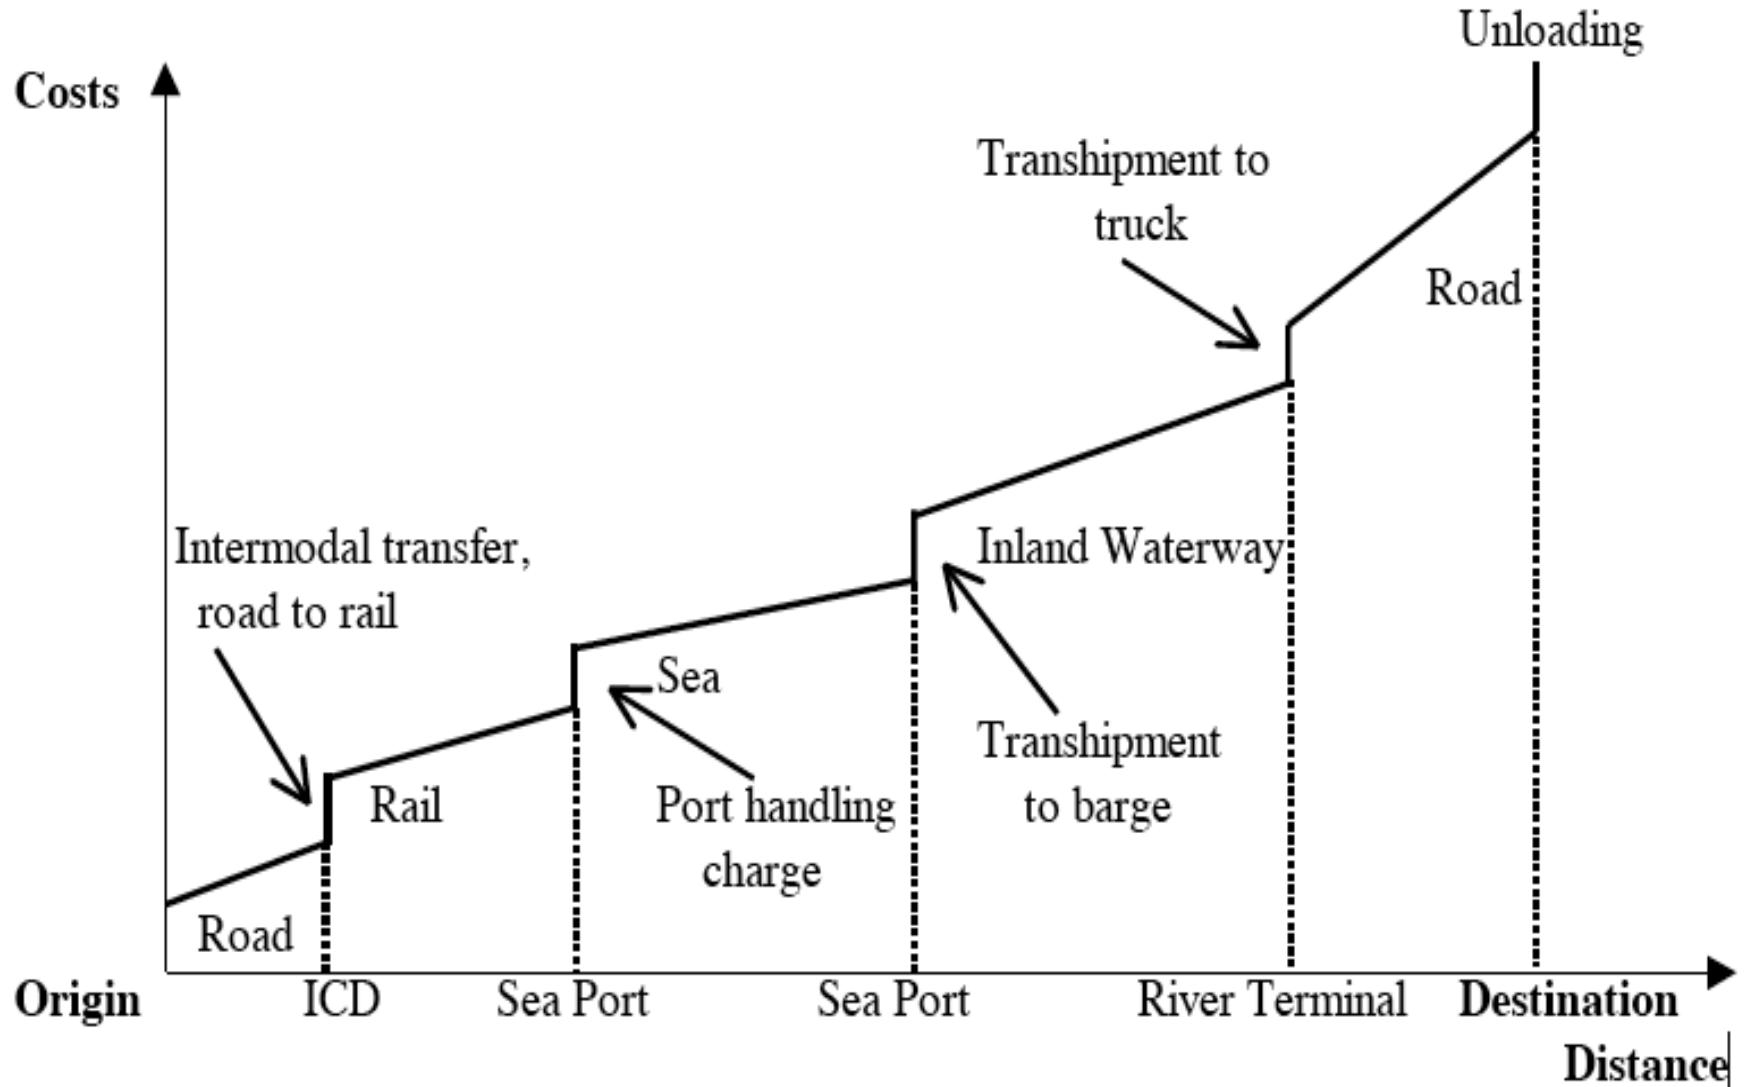 Unloading
Costs
Transhipment to
truck
Road
Intermodal transfer,
road to rail
Inland Waterway
Sea
Transhipment
to barge
Rail
Port handling
charge
Road
Origin
ICD
Sea Port
Sea Port
River Terminal
Destination
Distance